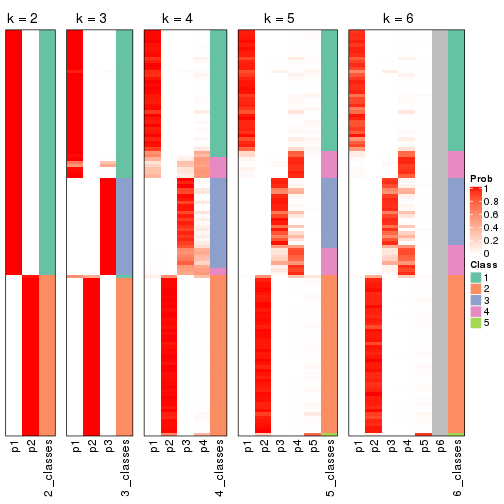 k = 2
k = 3
k = 4
k = 5
k = 6
p1
p2
2_classes
p1
p2
p3
3_classes
p1
p2
p3
p4
4_classes
p1
p2
p3
p4
p5
5_classes
p1
p2
p3
p4
p5
p6
6_classes
Prob
1
0.8
0.6
0.4
0.2
0
Class
1
2
3
4
5